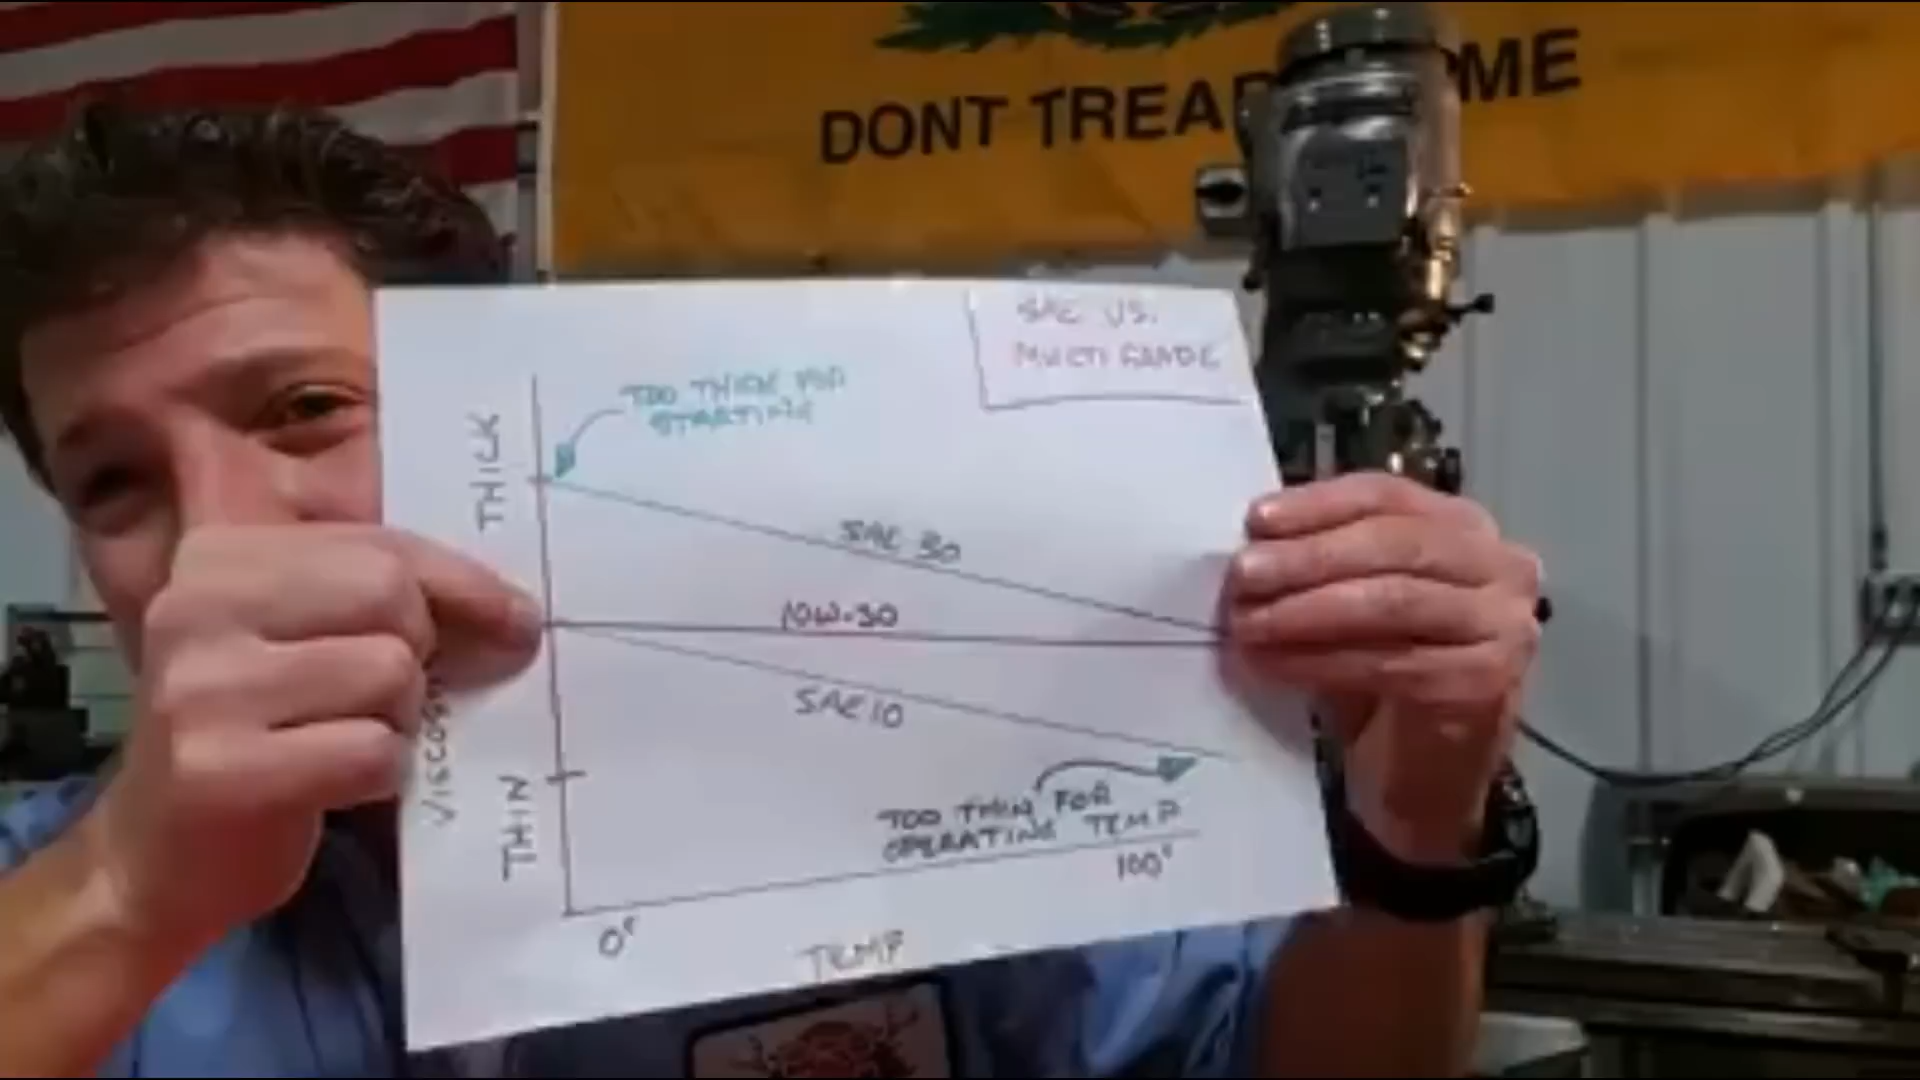 DONT TREAD ME
SAE VS.
MULTI GRADE
TOO THICK FOR
STARTING
THICK
SAE 30
10W-30
SAE 10
VISCOS
THIN
TOO THIN FOR
OPERATING TEMP
100°
0°
TEMP